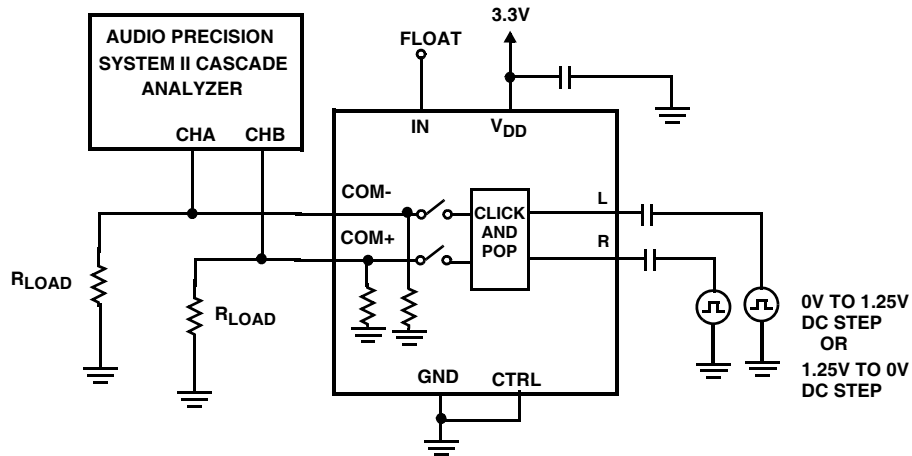 AUDIO PRECISION
SYSTEM II CASCADE
ANALYZER
CHA
CHB
FLOAT
3.3V
IN
VDD
COM-
COM+
CLICK
AND
POP
L
R
RLOAD
RLOAD
0V TO 1.25V
DC STEP
OR
1.25V TO 0V
DC STEP
GND
CTRL